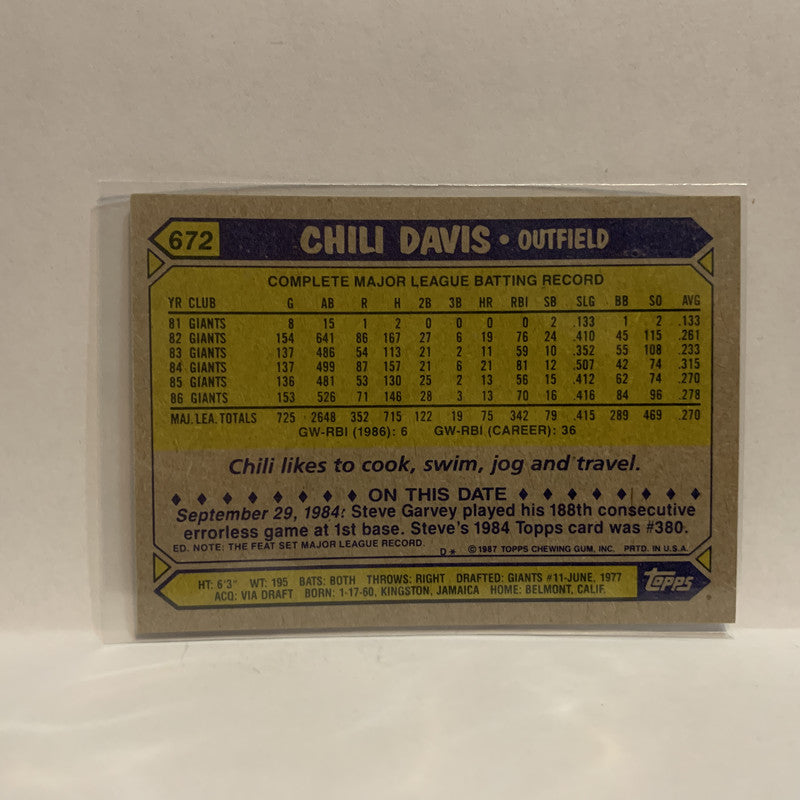 672 CHILI DAVIS • OUTFIELD
COMPLETE MAJOR LEAGUE BATTING RECORD
YR CLUB G AB R H 2B 3B HR RBI SB SLG BB SO AVG
81 GIANTS 8 15 1 2 0 0 0 0 2 .133 1 2 .133
82 GIANTS 154 641 86 167 27 6 19 76 24 .410 45 115 .261
83 GIANTS 137 486 54 113 21 2 11 59 10 .352 55 108 .233
84 GIANTS 137 499 87 157 21 6 21 81 12 .507 42 74 .315
85 GIANTS 136 481 53 130 25 2 13 56 15 .412 62 74 .270
86 GIANTS 153 526 71 146 28 3 13 70 16 .416 84 96 .278
MAJ. LEA. TOTALS 725 2648 352 715 122 19 75 342 79 .415 289 469 .270
GW-RBI (1986): 6 GW-RBI (CAREER): 36
Chili likes to cook, swim, jog and travel.
ON THIS DATE
September 29, 1984: Steve Garvey played his 188th consecutive
errorless game at 1st base. Steve's 1984 Topps card was #380.
ED. NOTE: THE FEAT SET MAJOR LEAGUE RECORD. D* ©1987 TOPPS CHEWING GUM, INC. PRTD. IN U.S.A.
HT: 6'3" WT: 195 BATS: BOTH THROWS: RIGHT DRAFTED: GIANTS #11-JUNE, 1977
ACQ: VIA DRAFT BORN: 1-17-60, KINGSTON, JAMAICA HOME: BELMONT, CALIF.
topps